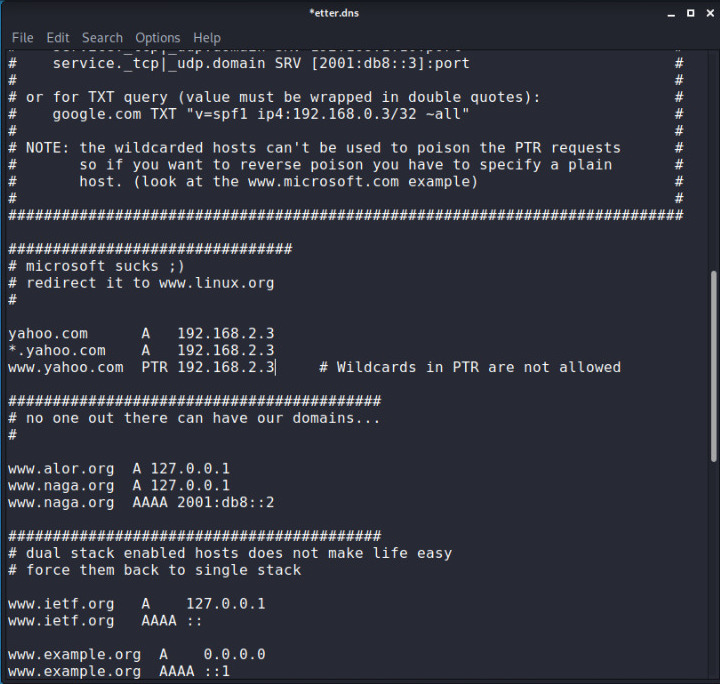 *etter.dns
File Edit Search Options Help
#    service._tcp|_udp.domain SRV [2001:db8::3]:port                       #
#                                                                          #
# or for TXT query (value must be wrapped in double quotes):               #
#    google.com TXT "v=spf1 ip4:192.168.0.3/32 ~all"                       #
#                                                                          #
# NOTE: the wildcarded hosts can't be used to poison the PTR requests      #
#       so if you want to reverse poison you have to specify a plain       #
#       host. (look at the www.microsoft.com example)                      #
#                                                                          #
############################################################################
################################
# microsoft sucks ;)
# redirect it to www.linux.org
#
yahoo.com      A   192.168.2.3
*.yahoo.com    A   192.168.2.3
www.yahoo.com  PTR 192.168.2.3     # Wildcards in PTR are not allowed
##########################################
# no one out there can have our domains...
#
www.alor.org  A 127.0.0.1
www.naga.org  A 127.0.0.1
www.naga.org  AAAA 2001:db8::2
##########################################
# dual stack enabled hosts does not make life easy
# force them back to single stack
www.ietf.org   A    127.0.0.1
www.ietf.org   AAAA ::
www.example.org  A    0.0.0.0
www.example.org  AAAA ::1